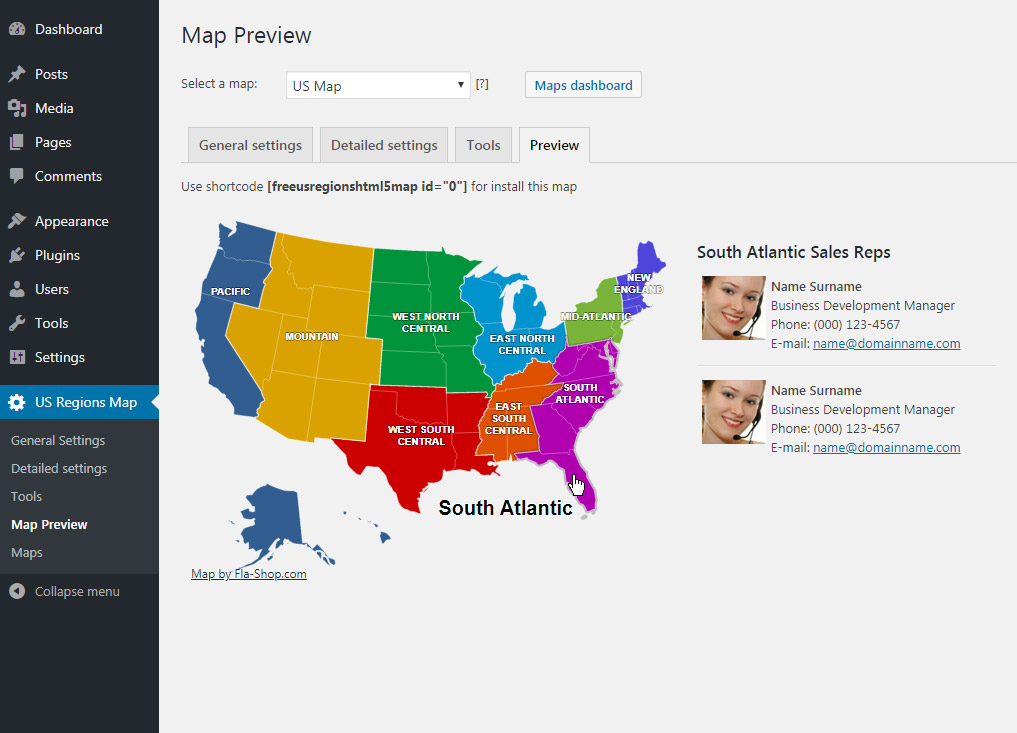 Dashboard
Posts
Media
Pages
Comments
Appearance
Plugins
Users
Tools
Settings
US Regions Map
General Settings
Detailed settings
Tools
Map Preview
Maps
Collapse menu
Map Preview
Select a map:
US Map
[?]
Maps dashboard
General settings
Detailed settings
Tools
Preview
Use shortcode [freeusregionshtml5map id="0"] for install this map
PACIFIC
MOUNTAIN
WEST NORTH
CENTRAL
EAST NORTH
CENTRAL
NEW
ENGLAND
MID-ATLANTIC
SOUTH
ATLANTIC
EAST
SOUTH
CENTRAL
WEST SOUTH
CENTRAL
South Atlantic
Map by Fla-Shop.com
South Atlantic Sales Reps
Name Surname
Business Development Manager
Phone: (000) 123-4567
E-mail: name@domainname.com
Name Surname
Business Development Manager
Phone: (000) 123-4567
E-mail: name@domainname.com